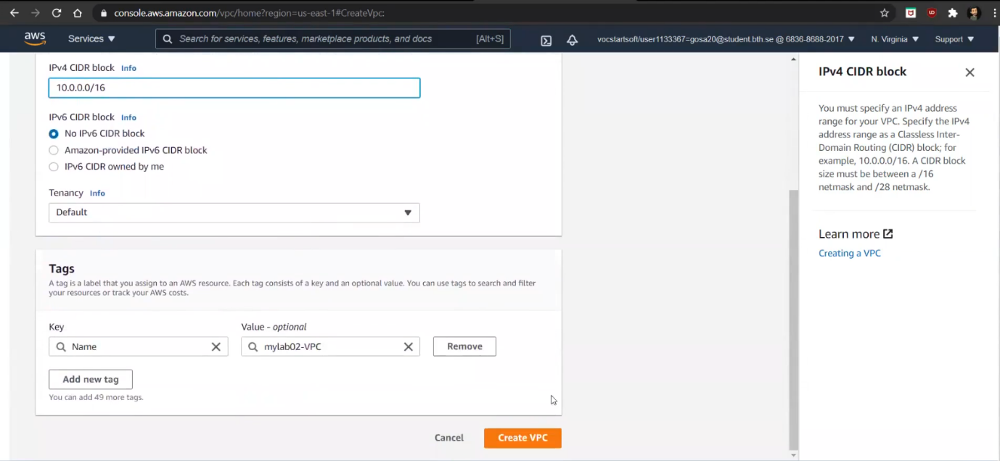 console.aws.amazon.com/vpc/home?region=us-east-1#CreateVpc:
aws
Services
Search for services, features, marketplace products, and docs
[Alt+S]
vocstartsoft/user1133367=gosa20@student.bth.se @ 6836-8688-2017
N. Virginia
Support
IPv4 CIDR block Info
10.0.0.0/16
IPv6 CIDR block Info
No IPv6 CIDR block
Amazon-provided IPv6 CIDR block
IPv6 CIDR owned by me
Tenancy Info
Default
Tags
A tag is a label that you assign to an AWS resource. Each tag consists of a key and an optional value. You can use tags to search and filter
your resources or track your AWS costs.
Key
Value - optional
Name
mylab02-VPC
Remove
Add new tag
You can add 49 more tags.
Cancel
Create VPC
IPv4 CIDR block
You must specify an IPv4 address
range for your VPC. Specify the IPv4
address range as a Classless Inter-
Domain Routing (CIDR) block; for
example, 10.0.0.0/16. A CIDR block
size must be between a /16
netmask and /28 netmask.
Learn more
Creating a VPC